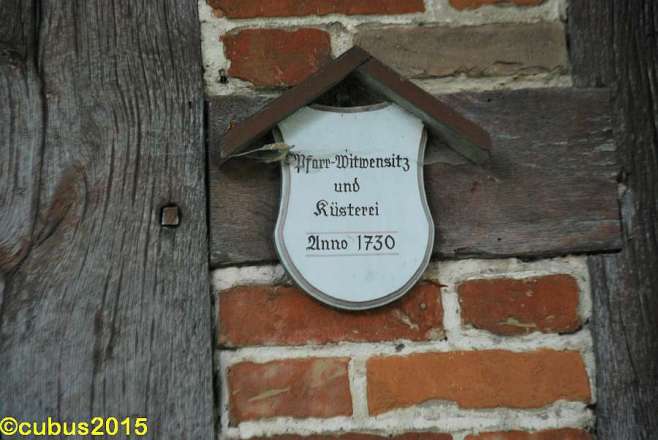 Pfarr-Witwensitz
und
Küsterei
Anno 1730
©cubus2015